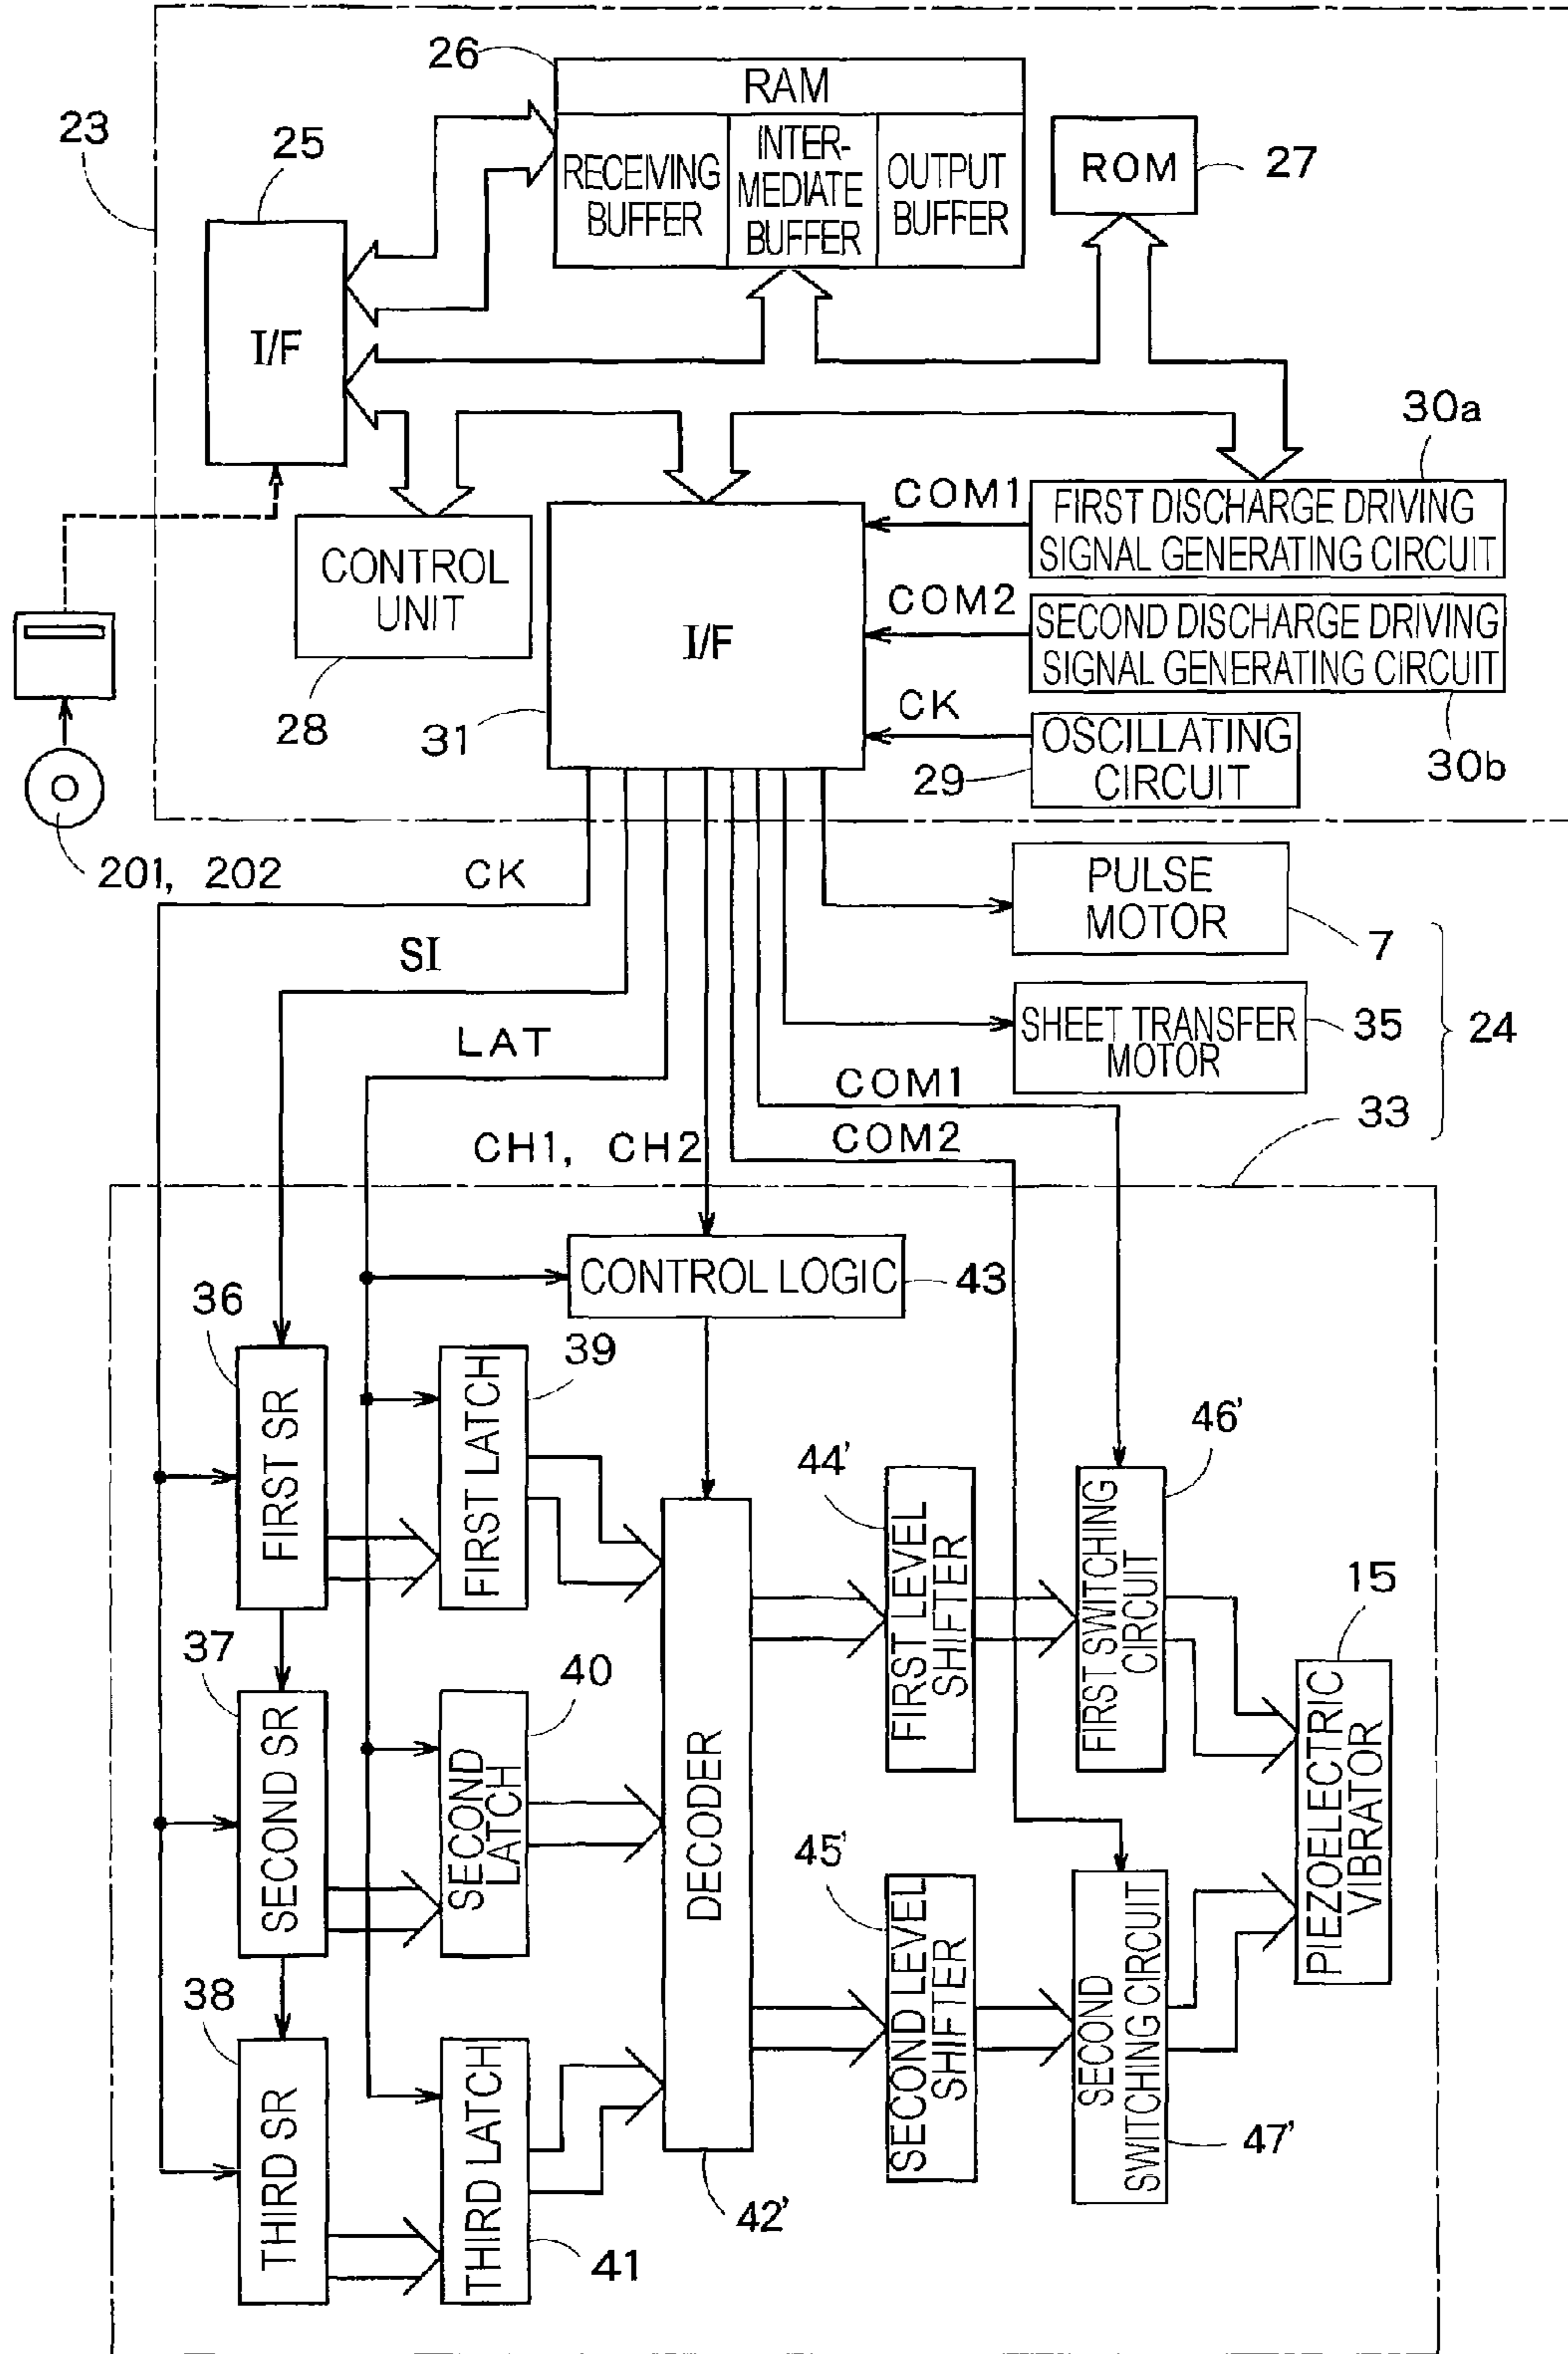 26
RAM
RECEIVING
BUFFER
INTER-
MEDIATE
BUFFER
OUTPUT
BUFFER
ROM
27
23
25
I/F
30a
COM1
FIRST DISCHARGE DRIVING
SIGNAL GENERATING CIRCUIT
CONTROL
UNIT
28
I/F
31
COM2
SECOND DISCHARGE DRIVING
SIGNAL GENERATING CIRCUIT
30b
CK
OSCILLATING
CIRCUIT
29
201, 202
CK
PULSE
MOTOR
7
SI
24
LAT
SHEET TRANSFER
MOTOR
35
COM1
33
CH1, CH2
COM2
CONTROL LOGIC
43
36
FIRST SR
39
FIRST LATCH
44'
FIRST LEVEL
SHIFTER
46'
FIRST SWITCHING
CIRCUIT
15
PIEZOELECTRIC
VIBRATOR
37
SECOND SR
40
SECOND
LATCH
DECODER
42'
45'
SECOND LEVEL
SHIFTER
SECOND
SWITCHING CIRCUIT
47'
38
THIRD SR
THIRD LATCH
41